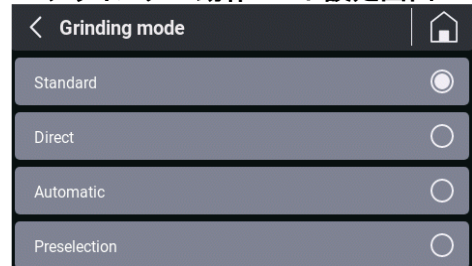 Grinding mode
Standard
Direct
Automatic
Preselection